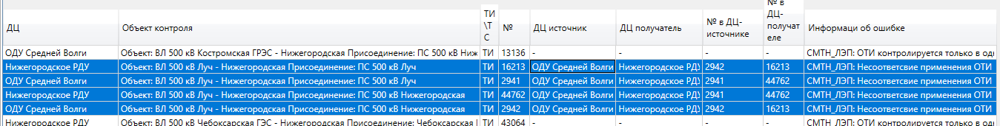 ДЦ Объект контроля ТИ\ТС № ДЦ источник ДЦ получатель № в ДЦ-источнике № в ДЦ-получателе Информаци об ошибке
ОДУ Средней Волги Объект: ВЛ 500 кВ Костромская ГРЭС - Нижегородская Присоединение: ПС 500 кВ Ниж ТИ 13136 - - - - СМТН_ЛЭП: ОТИ контролируется только в од
Нижегородское РДУ Объект: ВЛ 500 кВ Луч - Нижегородская Присоединение: ПС 500 кВ Луч ТИ 16213 ОДУ Средней Волги Нижегородское РДУ 2942 16213 СМТН_ЛЭП: Несоответсвие применения ОТИ
ОДУ Средней Волги Объект: ВЛ 500 кВ Луч - Нижегородская Присоединение: ПС 500 кВ Луч ТИ 2941 ОДУ Средней Волги Нижегородское РДУ 2941 44762 СМТН_ЛЭП: Несоответсвие применения ОТИ
Нижегородское РДУ Объект: ВЛ 500 кВ Луч - Нижегородская Присоединение: ПС 500 кВ Нижегородская ТИ 44762 ОДУ Средней Волги Нижегородское РДУ 2941 44762 СМТН_ЛЭП: Несоответсвие применения ОТИ
ОДУ Средней Волги Объект: ВЛ 500 кВ Луч - Нижегородская Присоединение: ПС 500 кВ Нижегородская ТИ 2942 ОДУ Средней Волги Нижегородское РДУ 2942 16213 СМТН_ЛЭП: Несоответсвие применения ОТИ
Нижегородское РДУ Объект: ВЛ 500 кВ Чебоксарская ГЭС - Нижегородская Присоединение: Чебоксарская ТИ 43064 - - - - СМТН_ЛЭП: ОТИ контролируется только в од